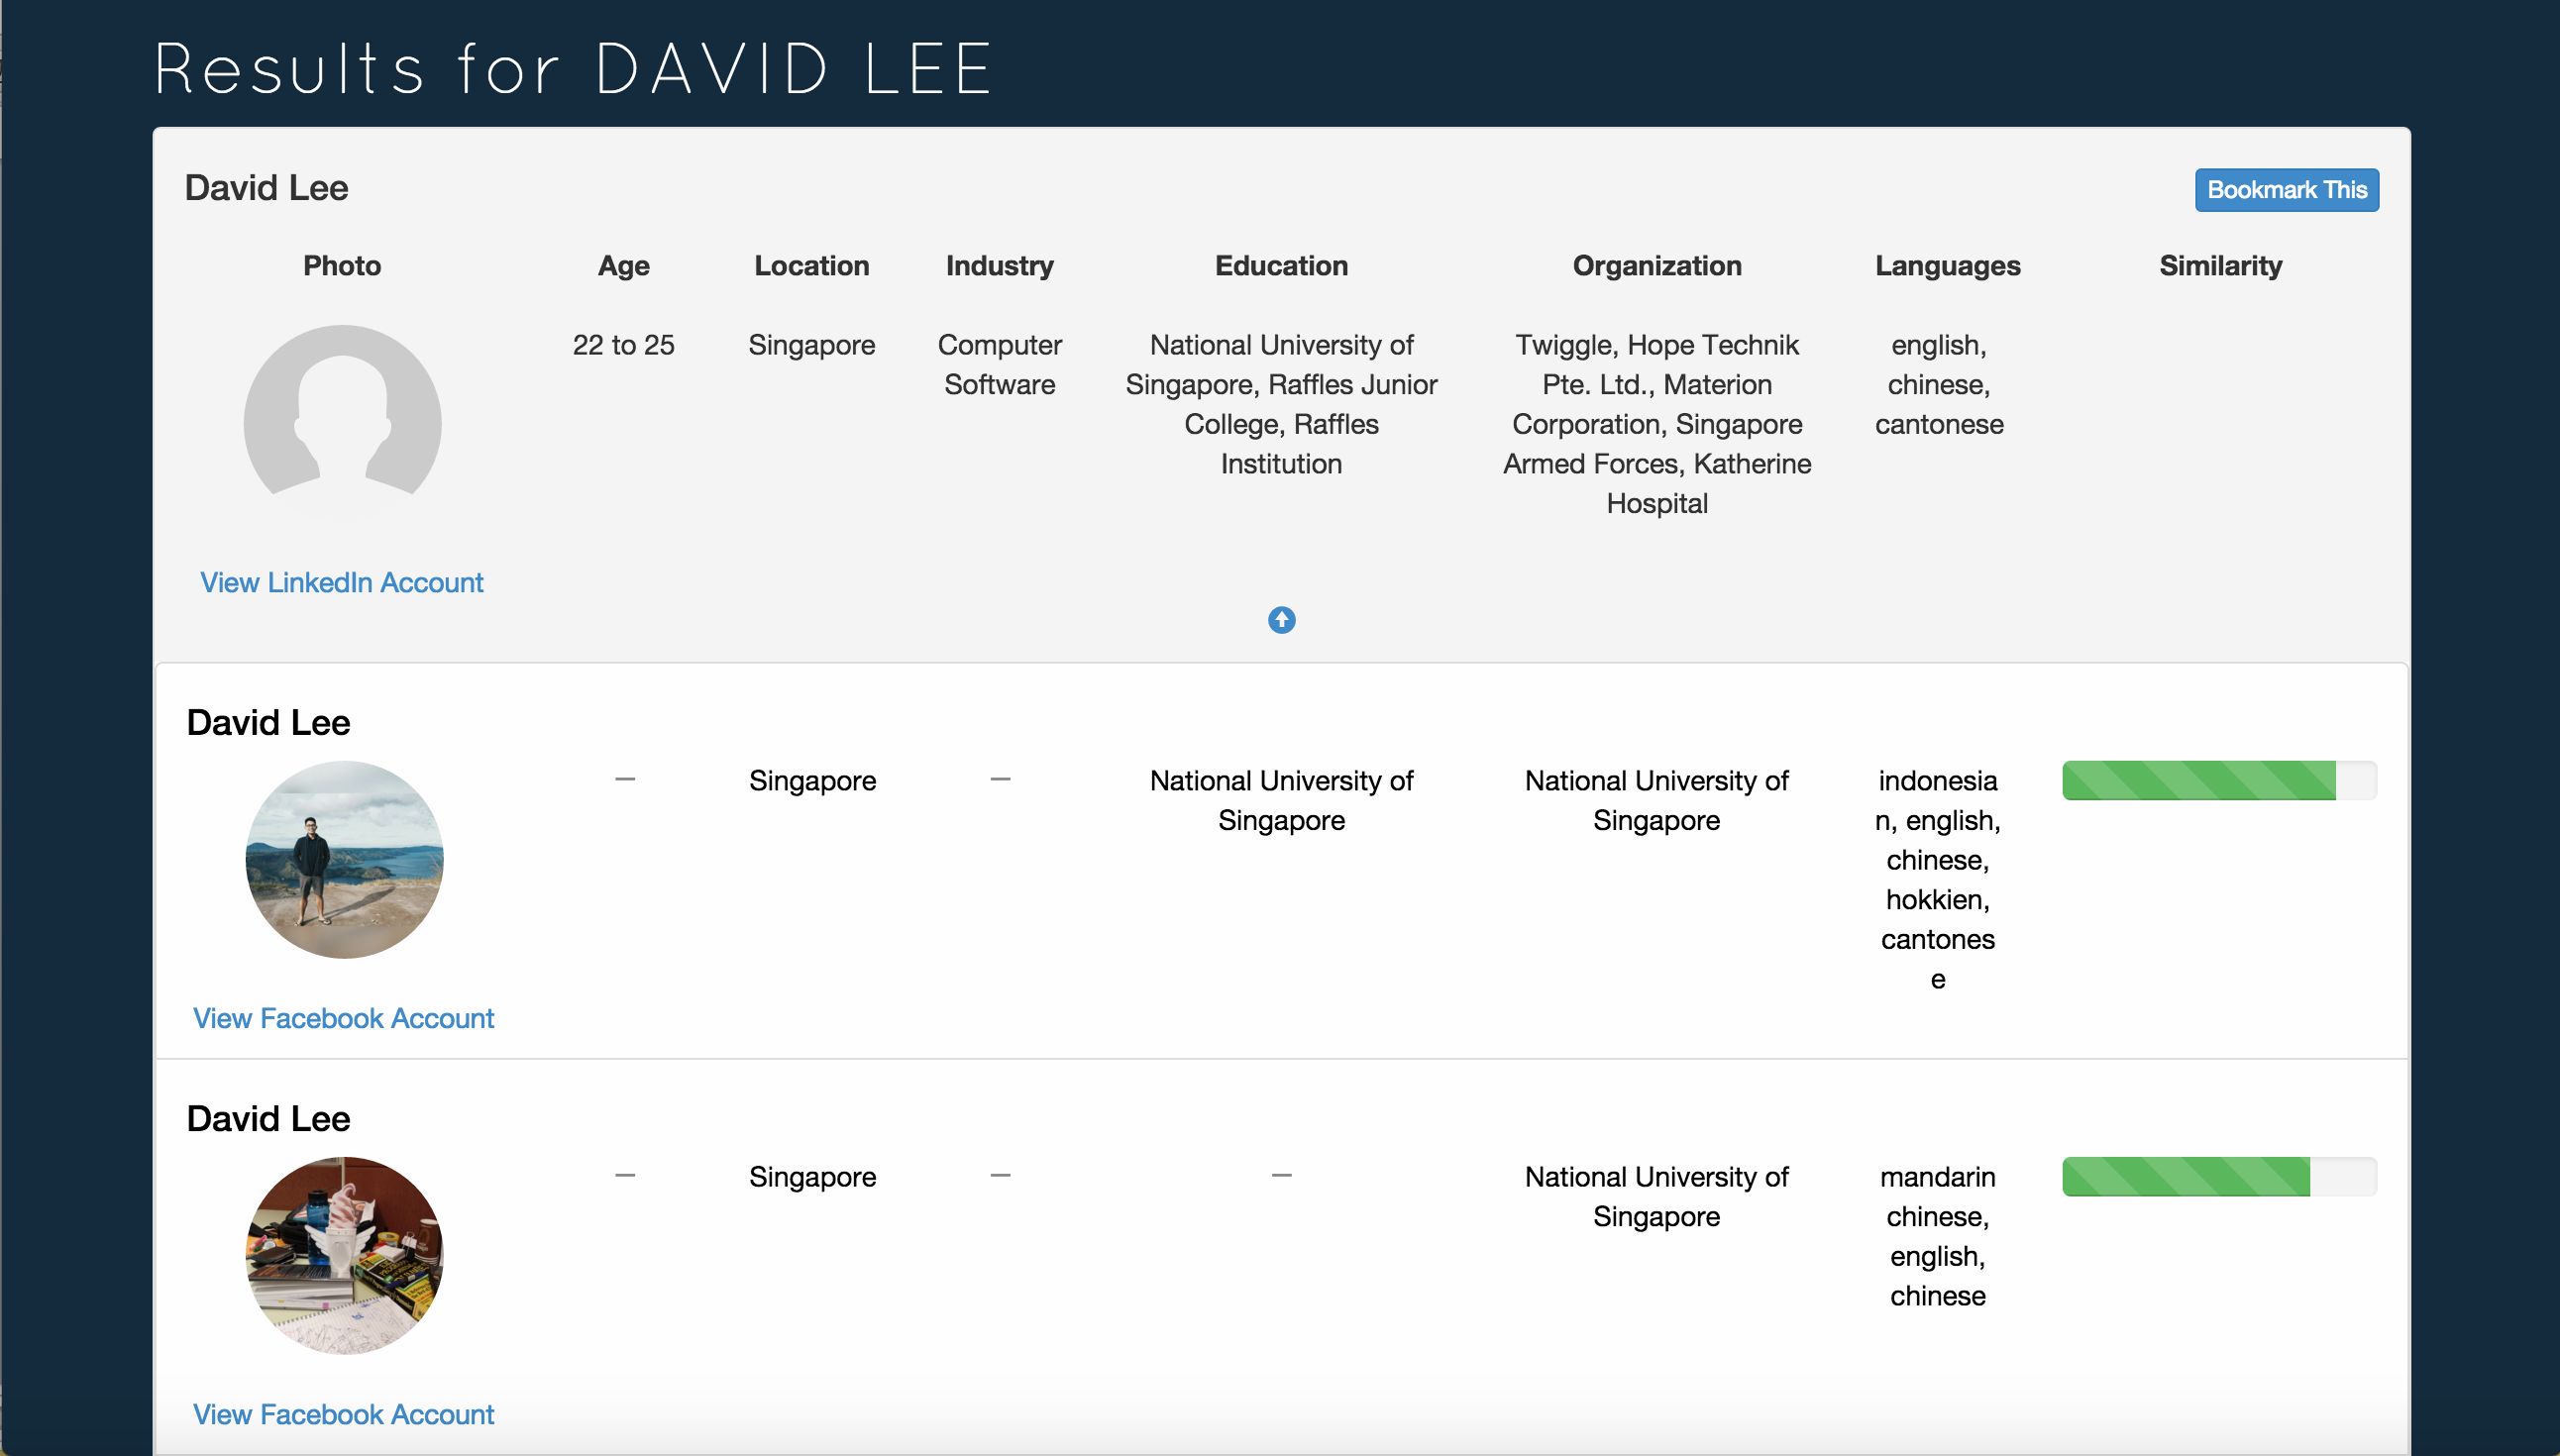 Results for DAVID LEE
David Lee
Bookmark This
Photo
Age
Location
Industry
Education
Organization
Languages
Similarity
22 to 25
Singapore
Computer
Software
National University of
Singapore, Raffles Junior
College, Raffles
Institution
Twiggle, Hope Technik
Pte. Ltd., Materion
Corporation, Singapore
Armed Forces, Katherine
Hospital
english,
chinese,
cantonese
View LinkedIn Account
David Lee
–
Singapore
–
National University of
Singapore
National University of
Singapore
indonesia
n, english,
chinese,
hokkien,
cantones
e
View Facebook Account
David Lee
–
Singapore
–
–
National University of
Singapore
mandarin
chinese,
english,
chinese
View Facebook Account